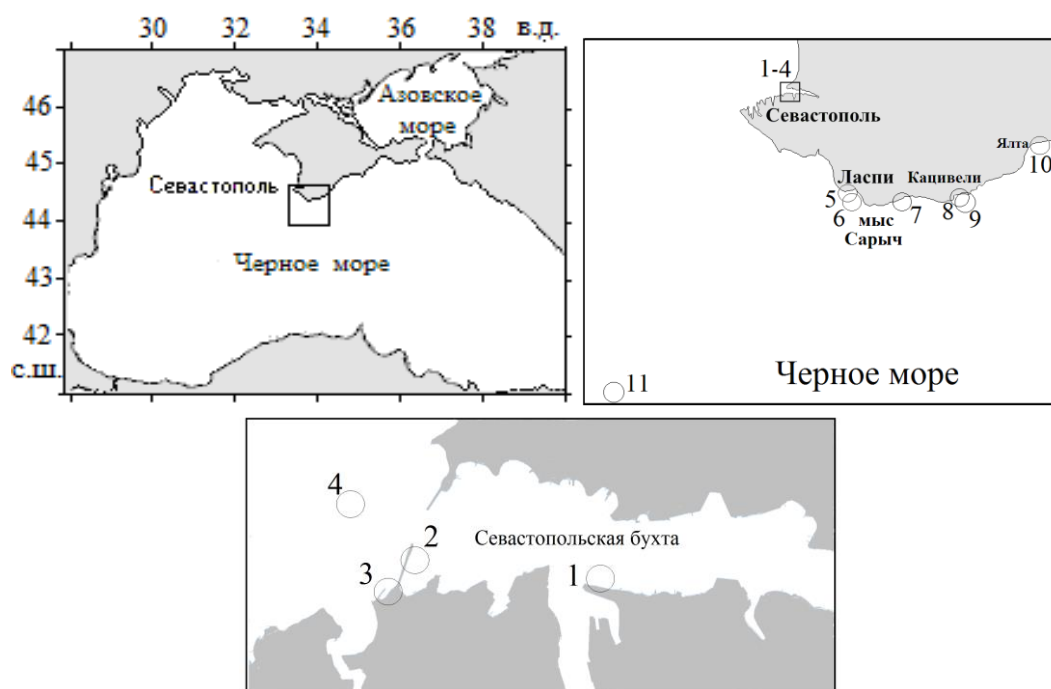 30 32 34 36 в.д. 38
46
Азовское
море
45
Севастополь
44
Черное море
43
42
с.ш.
1-4
Севастополь
Ялта
10
Ласпи
Кацивели
5
6
7
8
9
мыс
Сарыч
11
Черное море
4
2
Севастопольская бухта
3
1